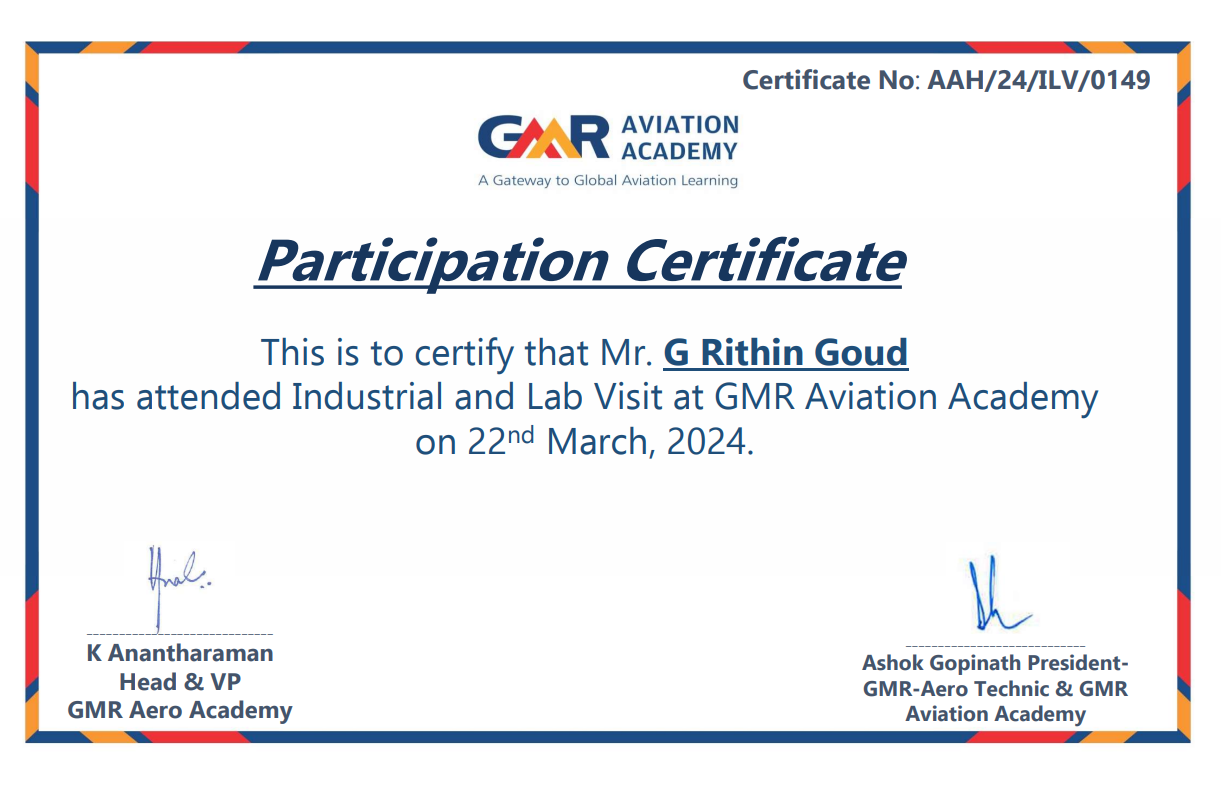 Certificate No: AAH/24/ILV/0149
GMR AVIATION
ACADEMY
A Gateway to Global Aviation Learning
Participation Certificate
This is to certify that Mr. G Rithin Goud
has attended Industrial and Lab Visit at GMR Aviation Academy
on 22nd March, 2024.
K Anantharaman
Head & VP
GMR Aero Academy
Ashok Gopinath President-
GMR-Aero Technic & GMR
Aviation Academy